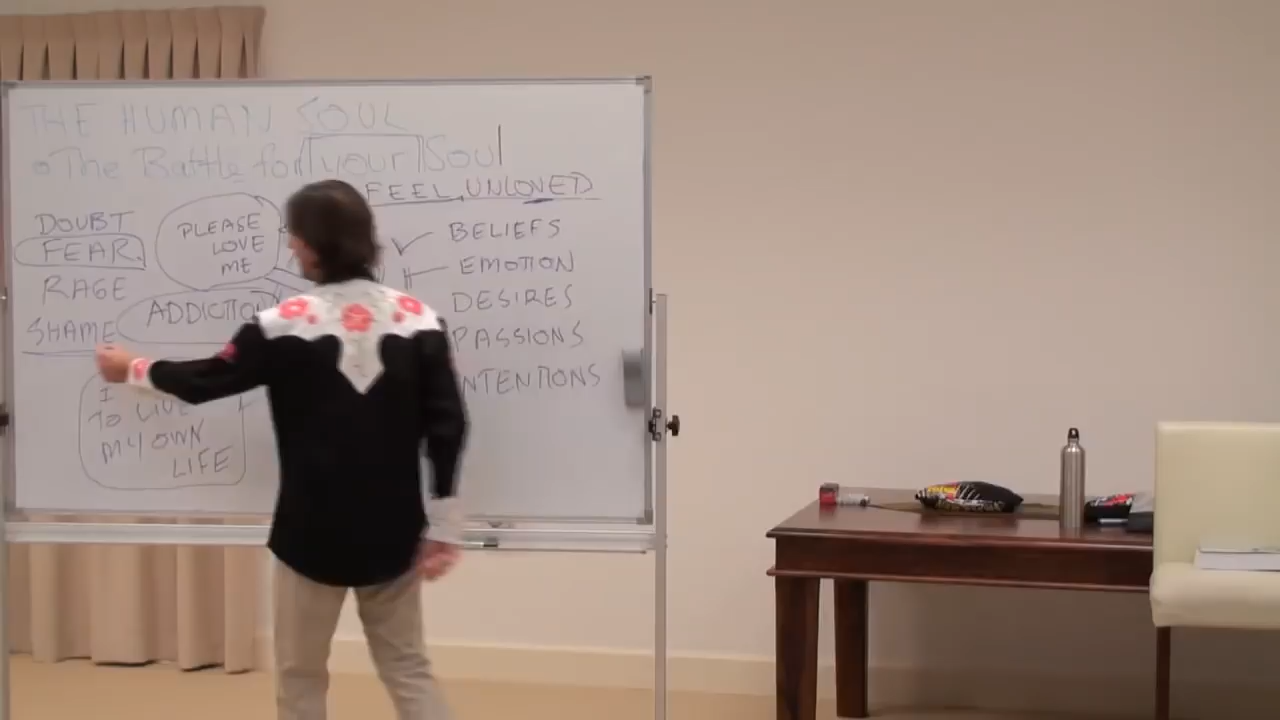 THE HUMAN SOUL
The Battle for your Soul
FEEL UNLOVED
DOUBT
FEAR
RAGE
SHAME
PLEASE
LOVE
ME
ADDICTION
I
TO LIVE
MY OWN
LIFE
BELIEFS
EMOTION
DESIRES
PASSIONS
INTENTIONS